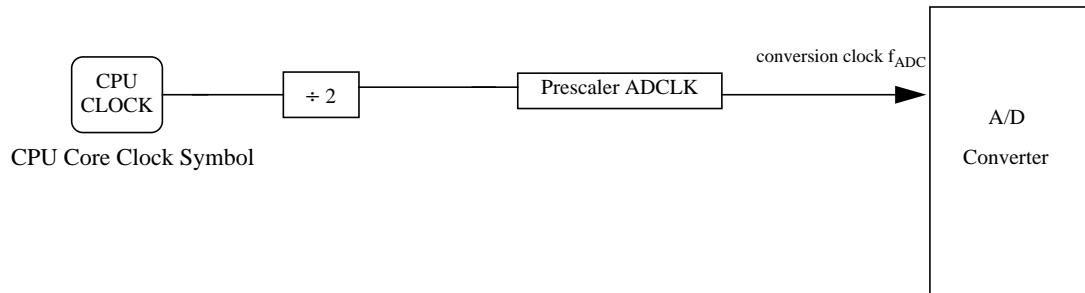 conversion clock fADC
CPU
CLOCK
÷ 2
Prescaler ADCLK
A/D
Converter
CPU Core Clock Symbol